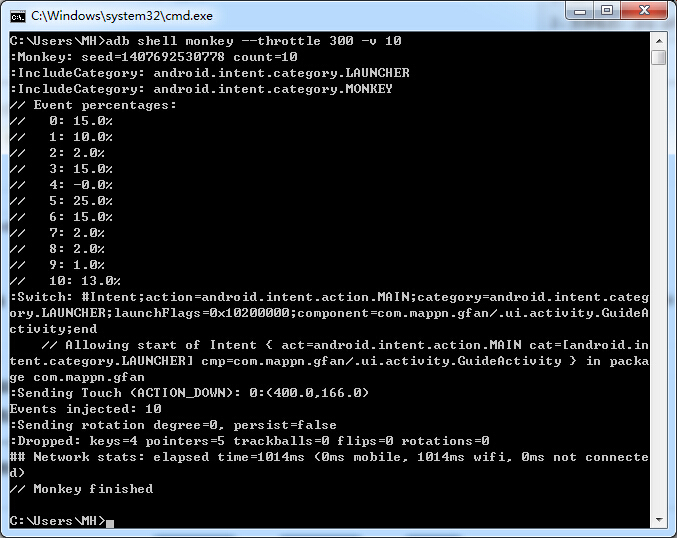 C:\Windows\system32\cmd.exe
C:\Users\MH>adb shell monkey --throttle 300 -v 10
:Monkey: seed=1407692530778 count=10
:IncludeCategory: android.intent.category.LAUNCHER
:IncludeCategory: android.intent.category.MONKEY
// Event percentages:
//   0: 15.0%
//   1: 10.0%
//   2: 2.0%
//   3: 15.0%
//   4: -0.0%
//   5: 25.0%
//   6: 15.0%
//   7: 2.0%
//   8: 2.0%
//   9: 1.0%
//   10: 13.0%
:Switch: #Intent;action=android.intent.action.MAIN;category=android.intent.categ
ory.LAUNCHER;launchFlags=0x10200000;component=com.mappn.gfan/.ui.activity.GuideA
ctivity;end
    // Allowing start of Intent { act=android.intent.action.MAIN cat=[android.in
tent.category.LAUNCHER] cmp=com.mappn.gfan/.ui.activity.GuideActivity } in packa
ge com.mappn.gfan
:Sending Touch (ACTION_DOWN): 0:(400.0,166.0)
Events injected: 10
:Sending rotation degree=0, persist=false
:Dropped: keys=4 pointers=5 trackballs=0 flips=0 rotations=0
## Network stats: elapsed time=1014ms (0ms mobile, 1014ms wifi, 0ms not connecte
d)
// Monkey finished
C:\Users\MH>